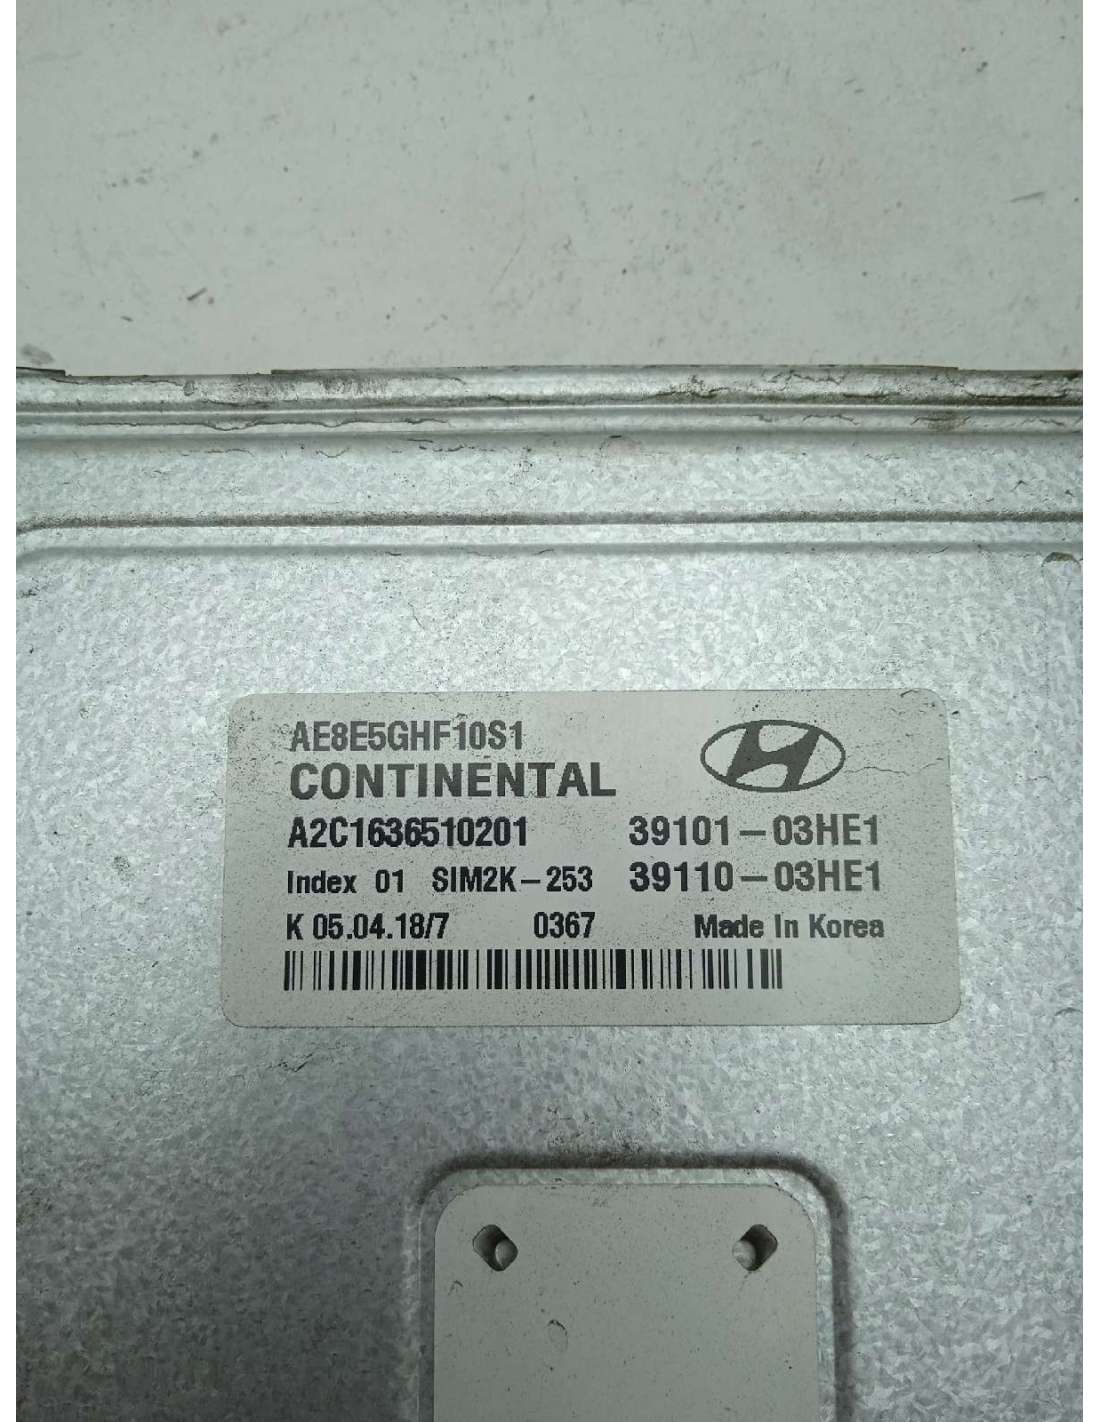 AE8E5GHF10S1
CONTINENTAL
A2C1636510201 39101-03HE1
Index 01 SIM2K-253 39110-03HE1
K 05.04.18/7 0367 Made In Korea